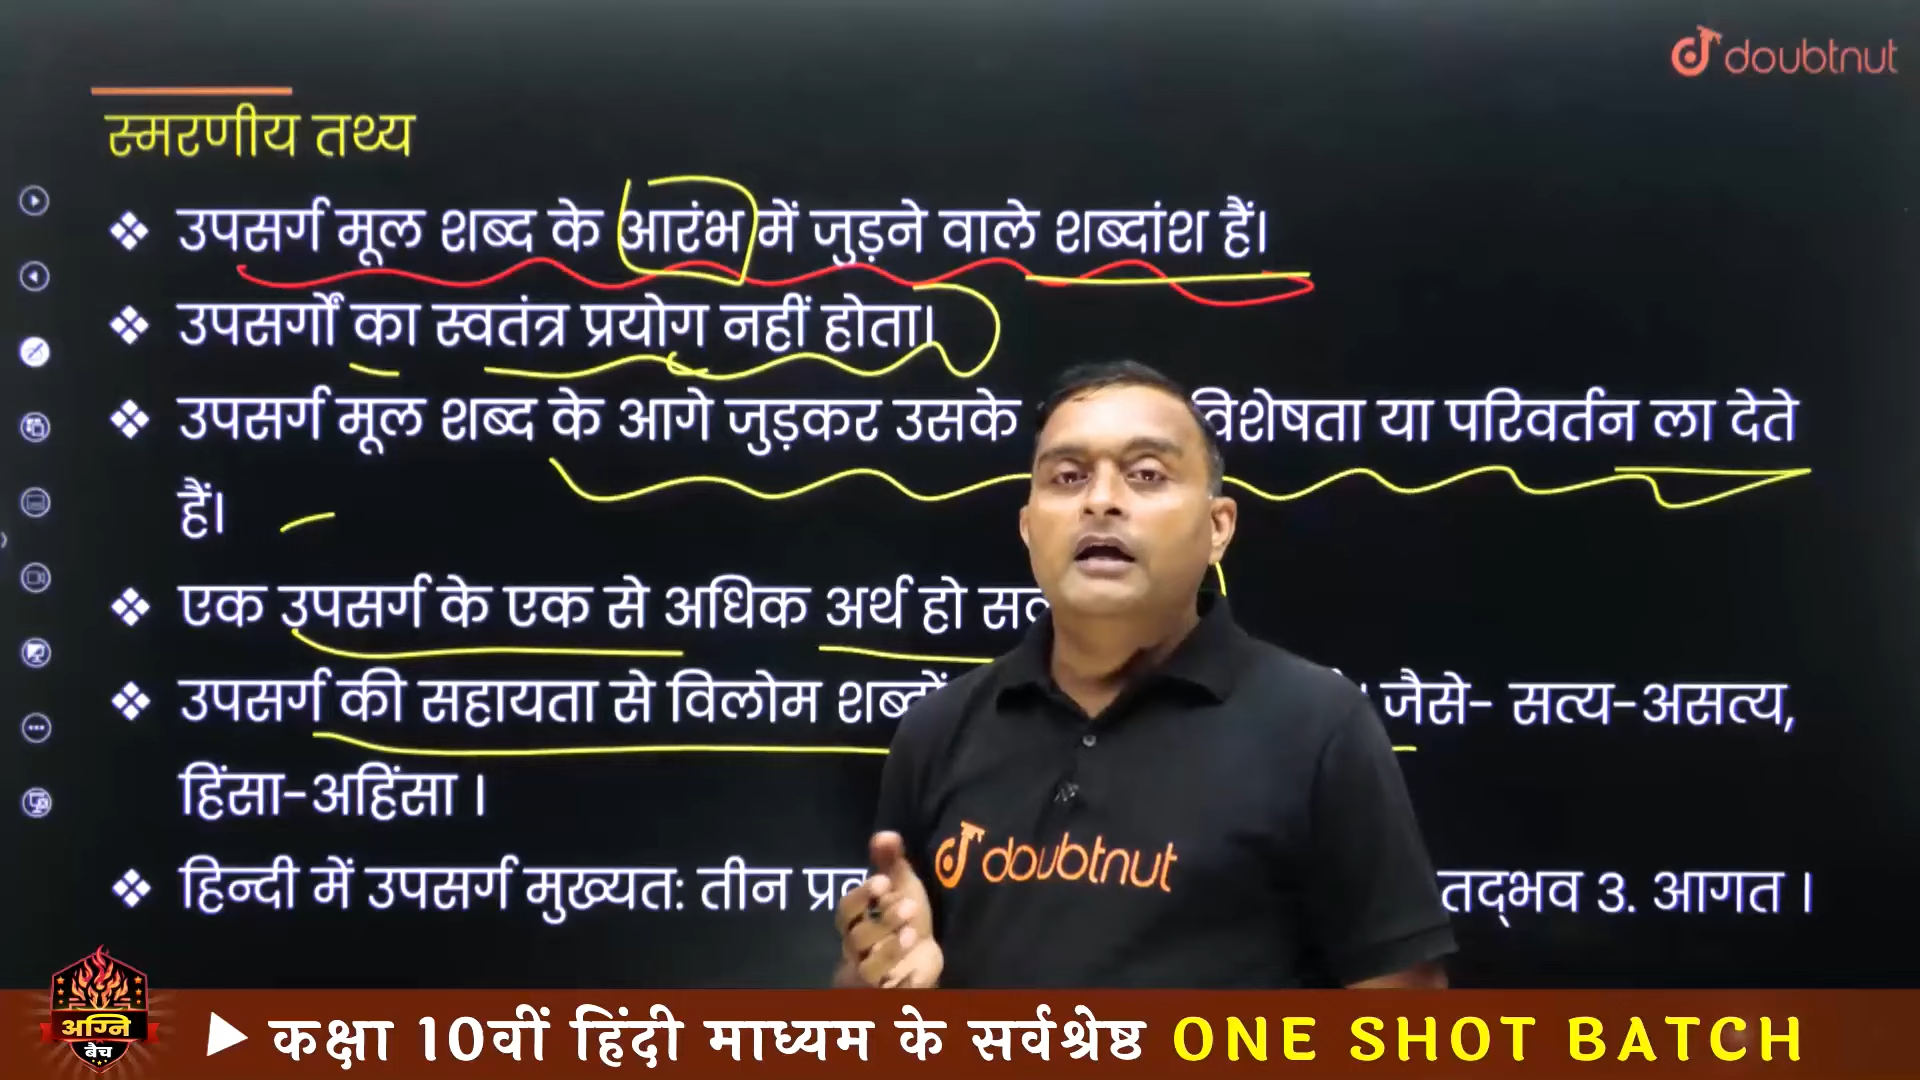 doubtnut
स्मरणीय तथ्य
❖ उपसर्ग मूल शब्द के आरंभ में जुड़ने वाले शब्दांश हैं।
❖ उपसर्गों का स्वतंत्र प्रयोग नहीं होता।
❖ उपसर्ग मूल शब्द के आगे जुड़कर उसके विशेषता या परिवर्तन ला देते
हैं।
❖ एक उपसर्ग के एक से अधिक अर्थ हो
❖ उपसर्ग की सहायता से विलोम जैसे- सत्य-असत्य,
हिंसा-अहिंसा ।
❖ हिन्दी में उपसर्ग मुख्यतः तीन तद्भव 3. आगत ।
doubtnut
अग्नि
बैच
कक्षा 10वीं हिंदी माध्यम के सर्वश्रेष्ठ ONE SHOT BATCH